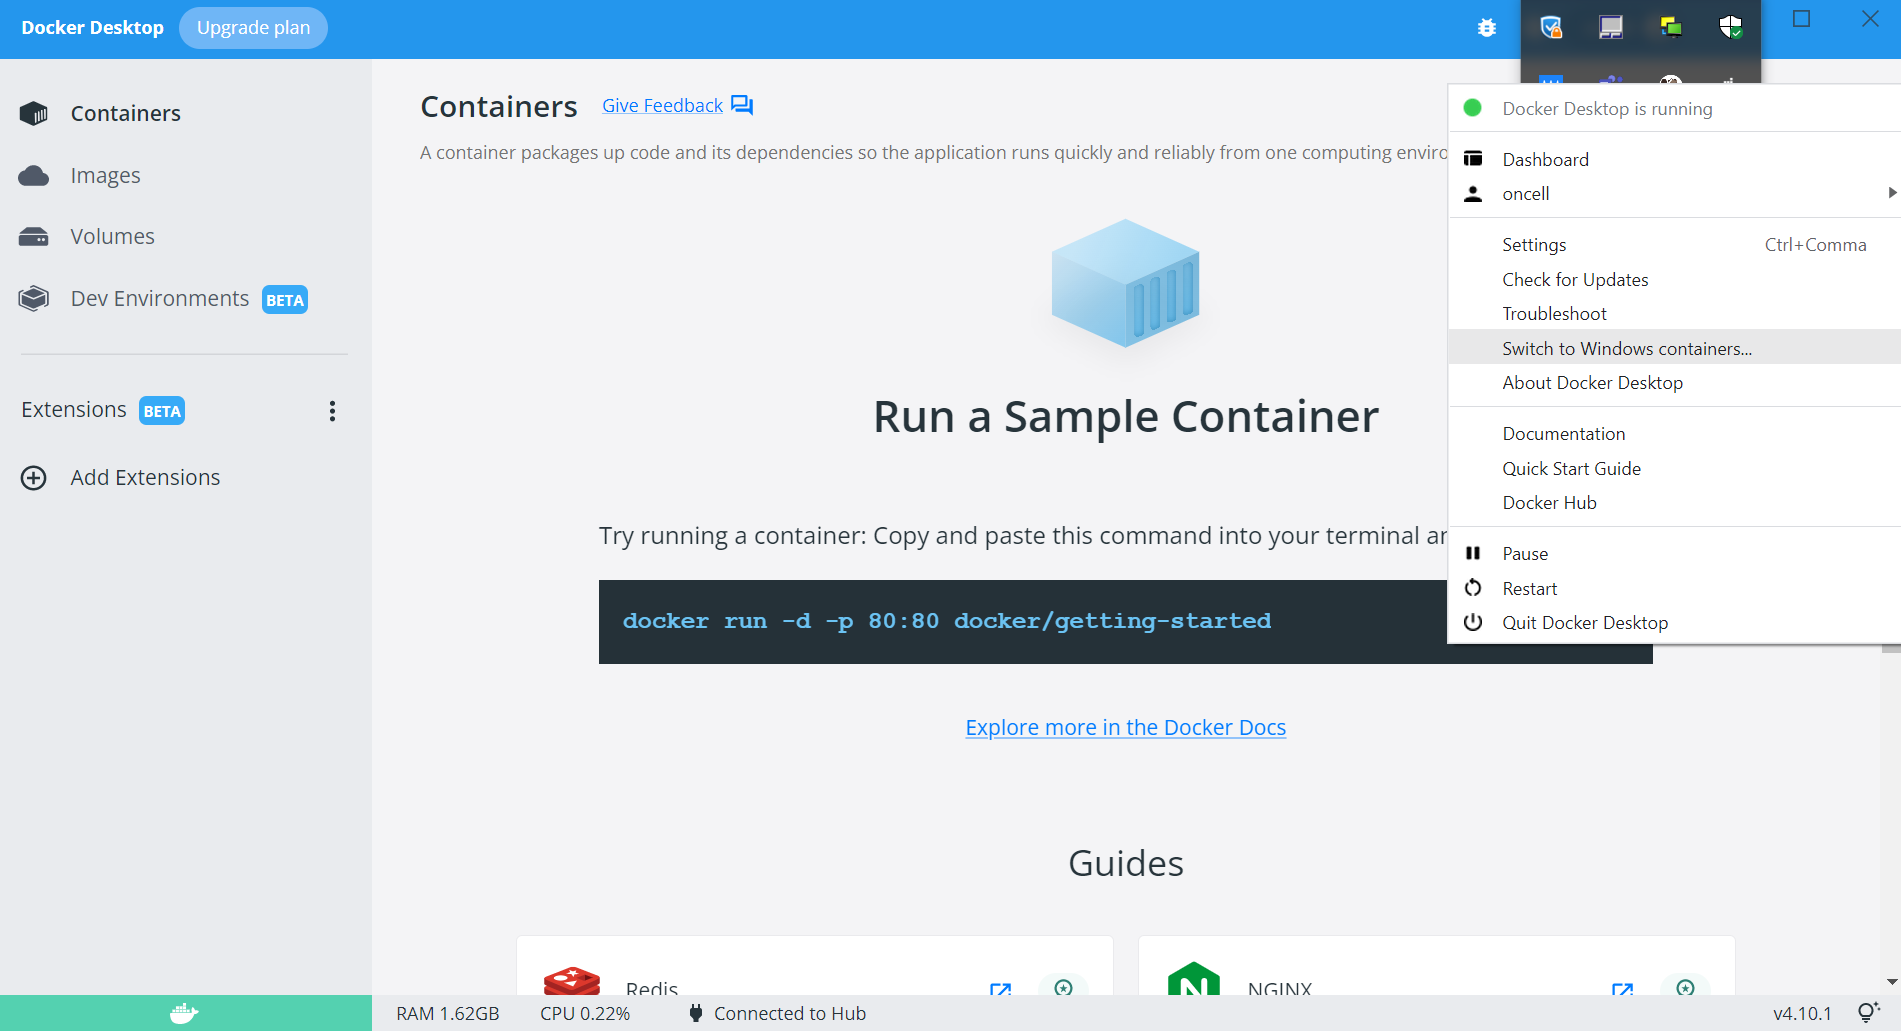 Docker Desktop
Upgrade plan
Containers
Images
Volumes
Dev Environments BETA
Extensions BETA
Add Extensions
Containers Give Feedback
A container packages up code and its dependencies so the application runs quickly and reliably from one computing
Run a Sample Container
Try running a container: Copy and paste this command into your terminal
docker run -d -p 80:80 docker/getting-started
Explore more in the Docker Docs
Guides
Redis
NGINX
Docker Desktop is running
Dashboard
oncell
Settings Ctrl+Comma
Check for Updates
Troubleshoot
Switch to Windows containers...
About Docker Desktop
Documentation
Quick Start Guide
Docker Hub
Pause
Restart
Quit Docker Desktop
RAM 1.62GB CPU 0.22% Connected to Hub v4.10.1